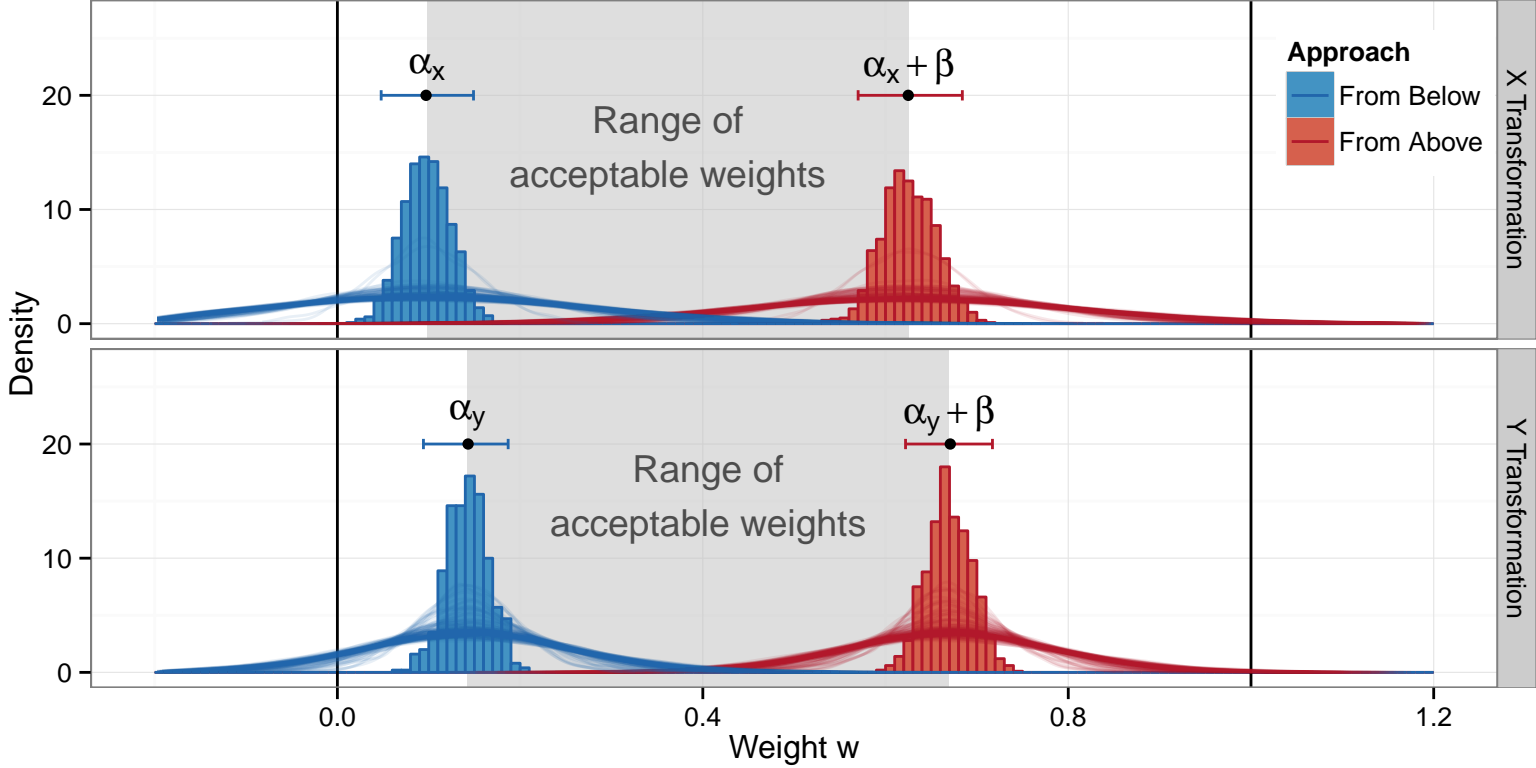 αx
αx + β
Range of
acceptable weights
Approach
From Below
From Above
X Transformation
20
10
0
Density
αy
αy + β
Range of
acceptable weights
Y Transformation
20
10
0
0.0
0.4
0.8
1.2
Weight w